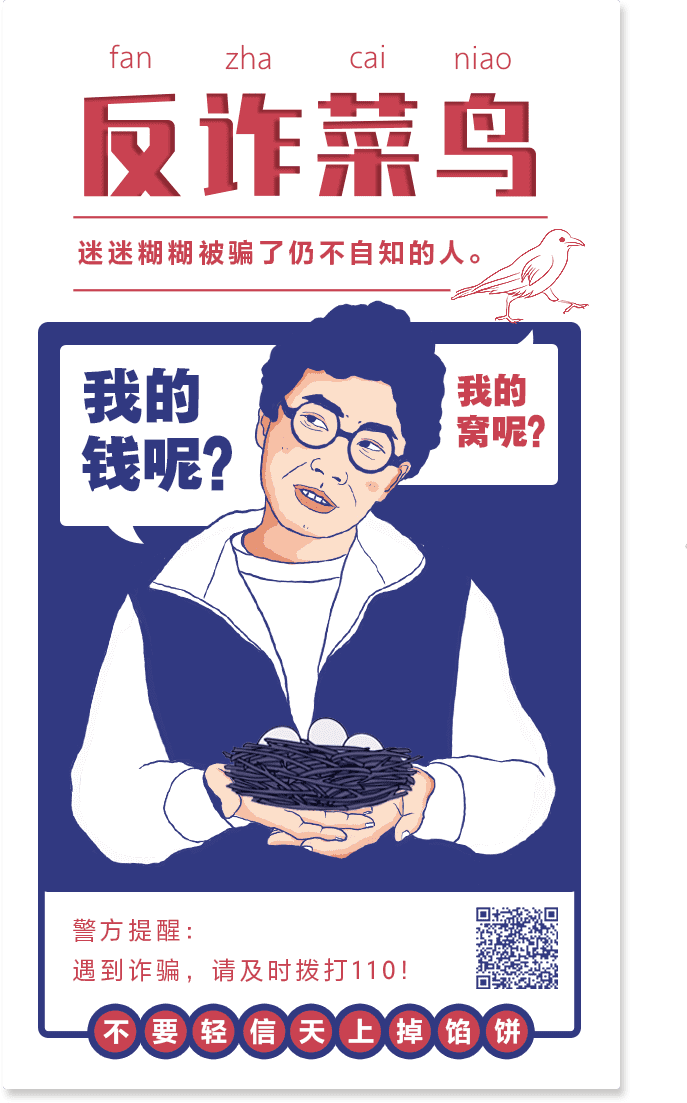 fan zha cai niao
反诈菜鸟
迷迷糊糊被骗了仍不自知的人。
我的
钱呢?
我的
窝呢?
警方提醒：
遇到诈骗，请及时拨打110！
不要轻信天上掉馅饼